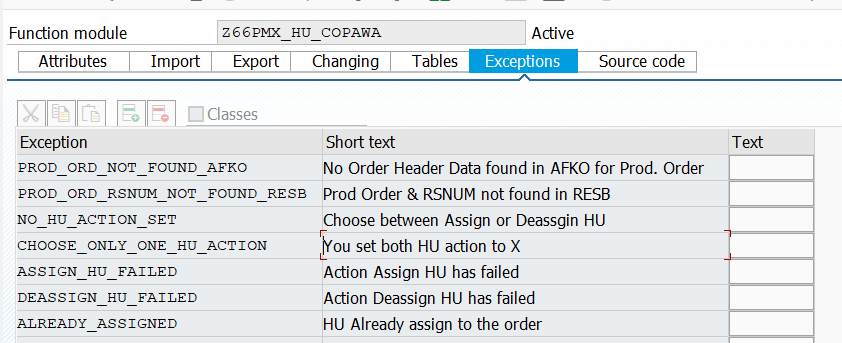 Function module Z66PMX_HU_COPAWA Active
Attributes Import Export Changing Tables Exceptions Source code
Classes
Exception Short text Text
PROD_ORD_NOT_FOUND_AFKO No Order Header Data found in AFKO for Prod. Order
PROD_ORD_RSNUM_NOT_FOUND_RESB Prod Order & RSNUM not found in RESB
NO_HU_ACTION_SET Choose between Assign or Deassgin HU
CHOOSE_ONLY_ONE_HU_ACTION You set both HU action to X
ASSIGN_HU_FAILED Action Assign HU has failed
DEASSIGN_HU_FAILED Action Deassign HU has failed
ALREADY_ASSIGNED HU Already assign to the order